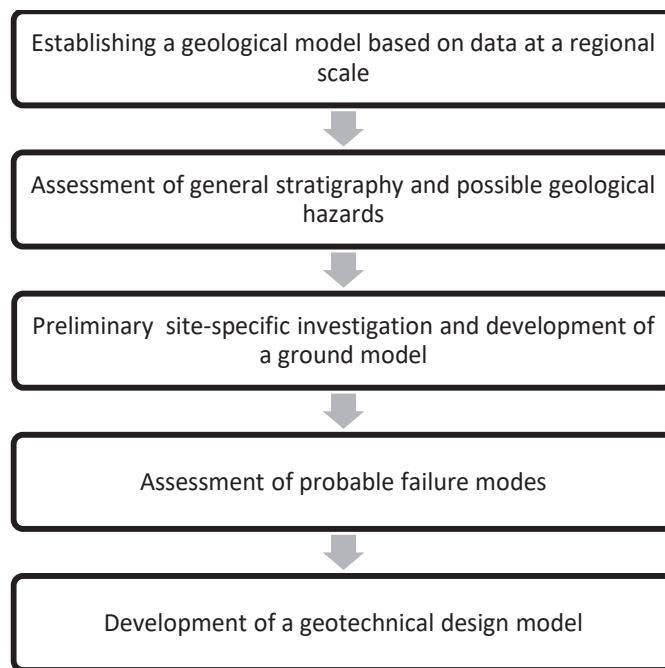 Establishing a geological model based on data at a regional
scale
Assessment of general stratigraphy and possible geological
hazards
Preliminary site-specific investigation and development of
a ground model
Assessment of probable failure modes
Development of a geotechnical design model